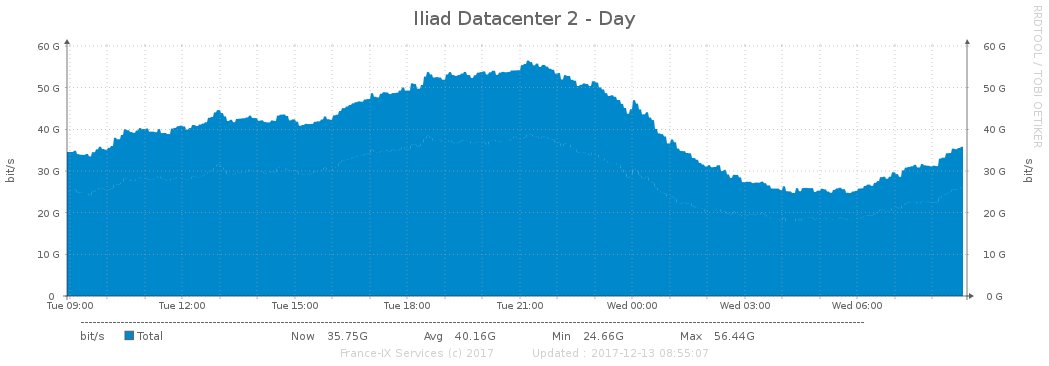 Iliad Datacenter 2 - Day
RRDTOOL / TOBI OETIKER
60 G 60 G
50 G 50 G
40 G 40 G
30 G 30 G
20 G 20 G
10 G 10 G
0 0 G
bit/s bit/s
Tue 09:00 Tue 12:00 Tue 15:00 Tue 18:00 Tue 21:00 Wed 00:00 Wed 03:00 Wed 06:00
bit/s Total Now 35.75G Avg 40.16G Min 24.66G Max 56.44G
France-IX Services (c) 2017 Updated : 2017-12-13 08:55:07